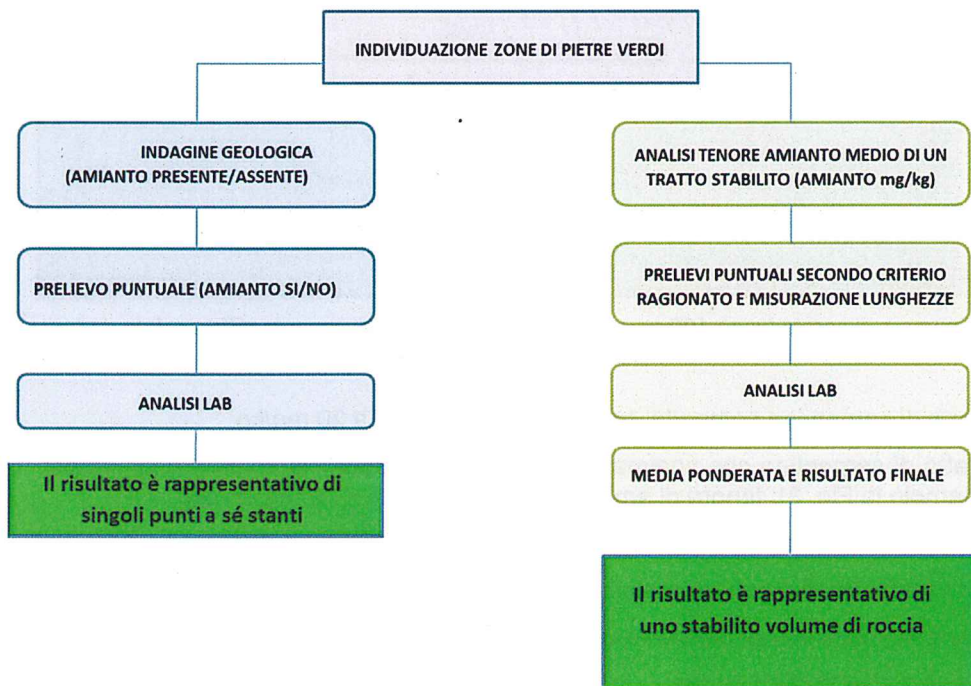 INDIVIDUAZIONE ZONE DI PIETRE VERDI
INDAGINE GEOLOGICA
(AMIANTO PRESENTE/ASSENTE)
PRELIEVO PUNTUALE (AMIANTO SI/NO)
ANALISI LAB
Il risultato è rappresentativo di
singoli punti a sé stanti
ANALISI TENORE AMIANTO MEDIO DI UN
TRATTO STABILITO (AMIANTO mg/kg)
PRELIEVI PUNTUALI SECONDO CRITERIO
RAGIONATO E MISURAZIONE LUNGHEZZE
ANALISI LAB
MEDIA PONDERATA E RISULTATO FINALE
Il risultato è rappresentativo di
uno stabilito volume di roccia